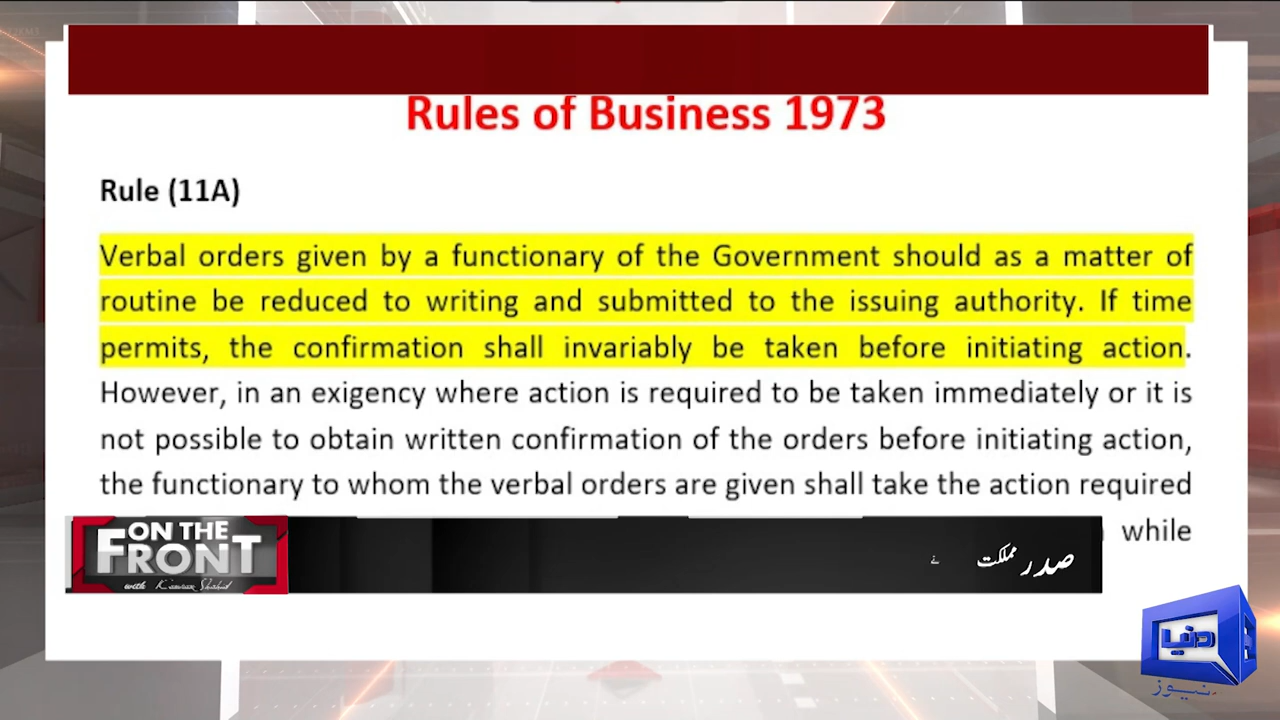 Rules of Business 1973
Rule (11A)
Verbal orders given by a functionary of the Government should as a matter of
routine be reduced to writing and submitted to the issuing authority. If time
permits, the confirmation shall invariably be taken before initiating action.
However, in an exigency where action is required to be taken immediately or it is
not possible to obtain written confirmation of the orders before initiating action,
the functionary to whom the verbal orders are given shall take the action required
while
ON THE
FRONT
with Kamran Shahid
صدر مملکت نے
دنیا
نیوز